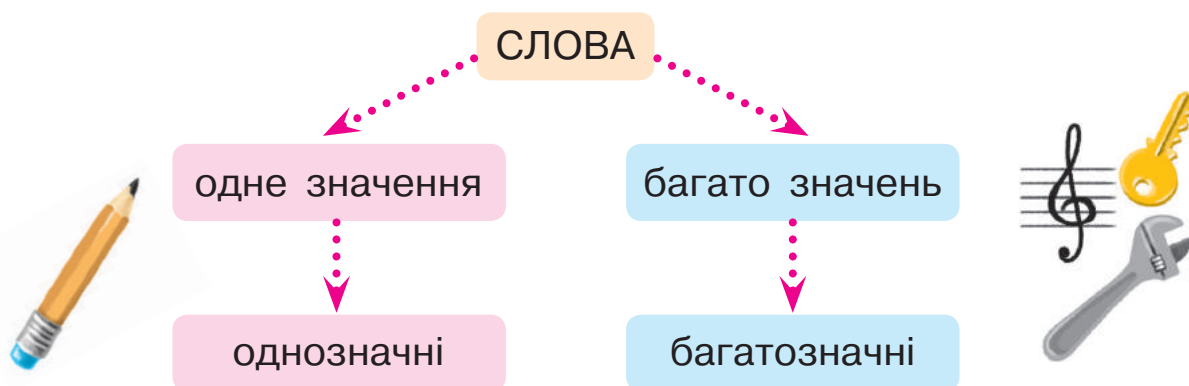 СЛОВА
одне значення
багато значень
однозначні
багатозначні